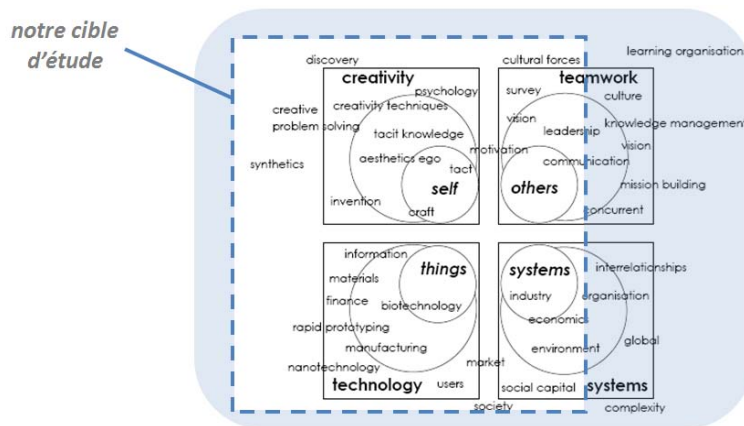 notre cible
d'étude
discovery
cultural forces
learning organisation
creativity
teamwork
psychology
survey
culture
creative
problem solving
creativity techniques
vision
knowledge management
tacit knowledge
leadership
vision
motivation
synthetics
aesthetics ego
communication
tact
self
others
mission building
invention
craft
concurrent
information
things
systems
interrelationships
materials
finance
biotechnology
industry
organisation
rapid prototyping
economics
manufacturing
environment
global
nanotechnology
market
technology
users
social capital
systems
society
complexity